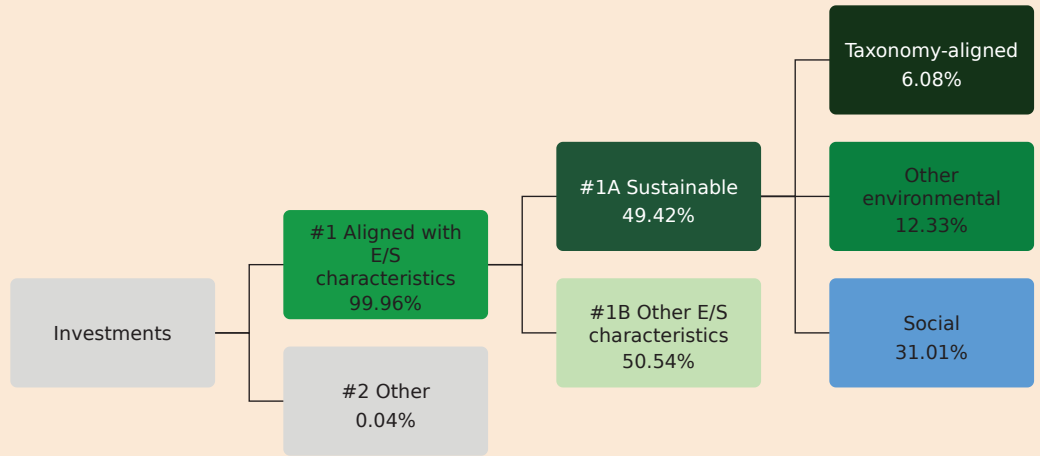 Investments
#1 Aligned with
E/S
characteristics
99.96%
#2 Other
0.04%
#1A Sustainable
49.42%
#1B Other E/S
characteristics
50.54%
Taxonomy-aligned
6.08%
Other
environmental
12.33%
Social
31.01%